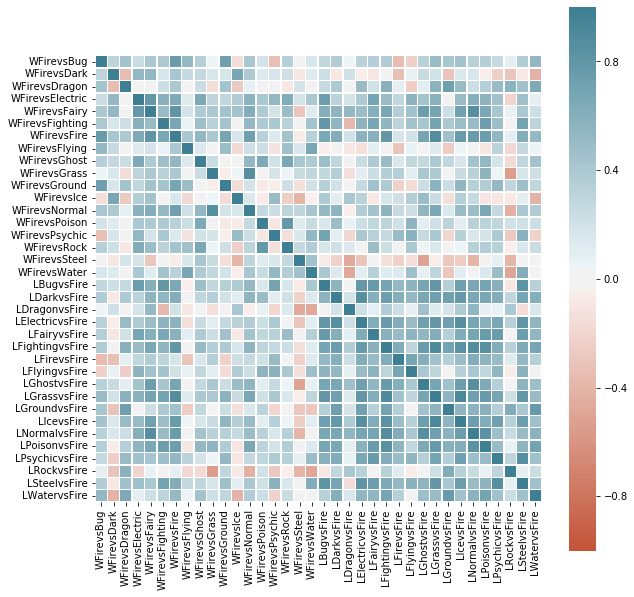 WFirevsBug
WFirevsDark
WFirevsDragon
WFirevsElectric
WFirevsFairy
WFirevsFighting
WFirevsFire
WFirevsFlying
WFirevsGhost
WFirevsGrass
WFirevsGround
WFirevsIce
WFirevsNormal
WFirevsPoison
WFirevsPsychic
WFirevsRock
WFirevsSteel
WFirevsWater
LBugvsFire
LDarkvsFire
LDragonvsFire
LElectricvsFire
LFairyvsFire
LFightingvsFire
LFirevsFire
LFlyingvsFire
LGhostvsFire
LGrassvsFire
LGroundvsFire
LIcevsFire
LNormalvsFire
LPoisonvsFire
LPsychicvsFire
LRockvsFire
LSteelvsFire
LWatervsFire
WFirevsBug
WFirevsDark
WFirevsDragon
WFirevsElectric
WFirevsFairy
WFirevsFighting
WFirevsFire
WFirevsFlying
WFirevsGhost
WFirevsGrass
WFirevsGround
WFirevsIce
WFirevsNormal
WFirevsPoison
WFirevsPsychic
WFirevsRock
WFirevsSteel
WFirevsWater
LBugvsFire
LDarkvsFire
LDragonvsFire
LElectricvsFire
LFairyvsFire
LFightingvsFire
LFirevsFire
LFlyingvsFire
LGhostvsFire
LGrassvsFire
LGroundvsFire
LIcevsFire
LNormalvsFire
LPoisonvsFire
LPsychicvsFire
LRockvsFire
LSteelvsFire
LWatervsFire
0.8
0.4
0.0
−0.4
−0.8